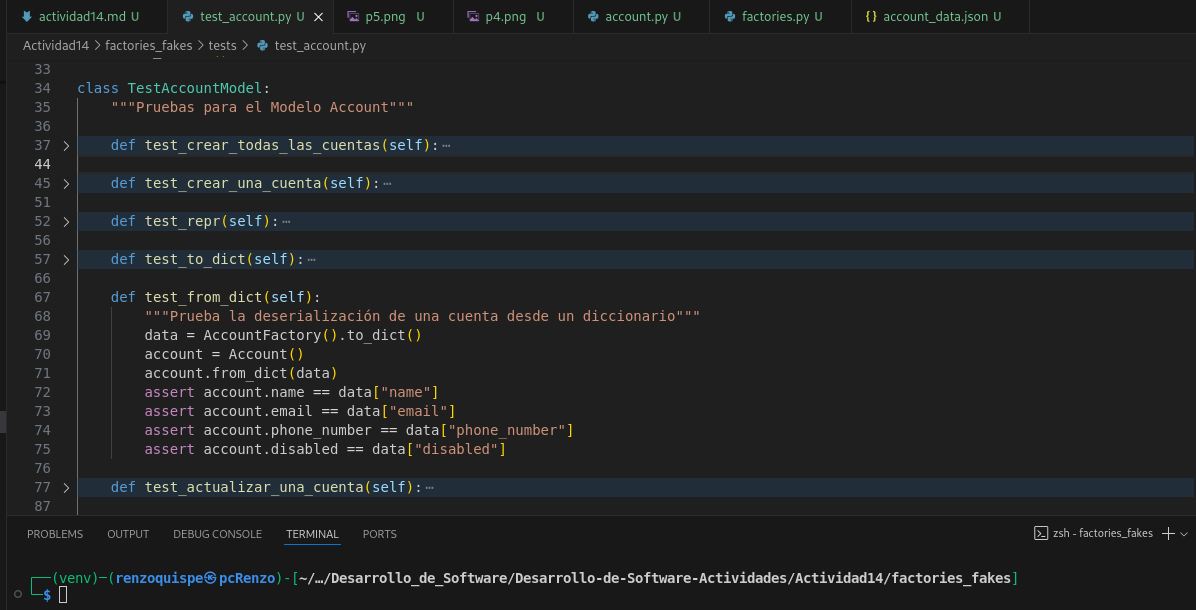 actividad14.md U test_account.py U p5.png U p4.png U account.py U factories.py U account_data.json U
Actividad14 > factories_fakes > tests > test_account.py
33
34 class TestAccountModel:
35 """Pruebas para el Modelo Account"""
36
37 def test_crear_todas_las_cuentas(self):…
44
45 def test_crear_una_cuenta(self):…
51
52 def test_repr(self):…
56
57 def test_to_dict(self):…
66
67 def test_from_dict(self):
68 """Prueba la deserialización de una cuenta desde un diccionario"""
69 data = AccountFactory().to_dict()
70 account = Account()
71 account.from_dict(data)
72 assert account.name == data["name"]
73 assert account.email == data["email"]
74 assert account.phone_number == data["phone_number"]
75 assert account.disabled == data["disabled"]
76
77 def test_actualizar_una_cuenta(self):…
87
PROBLEMS OUTPUT DEBUG CONSOLE TERMINAL PORTS zsh - factories_fakes
(venv)─(renzoquispe㉿pcRenzo)-[~/…/Desarrollo_de_Software/Desarrollo-de-Software-Actividades/Actividad14/factories_fakes]
$